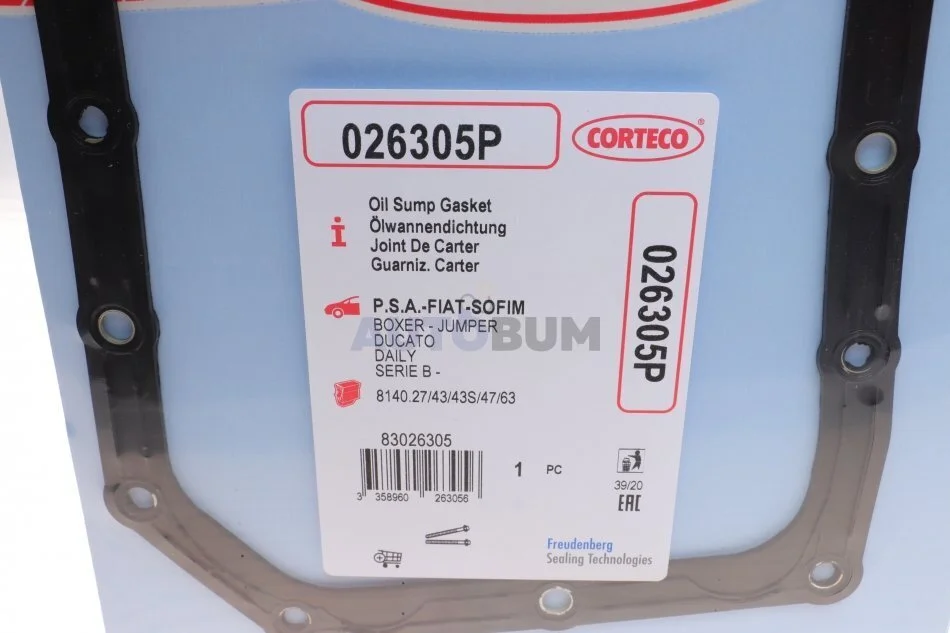 026305P
CORTECO®
Oil Sump Gasket
Ölwannendichtung
Joint De Carter
Guarniz. Carter
026305P
P.S.A.-FIAT-SOFIM
BOXER - JUMPER
DUCATO
DAILY
SERIE B -
AUTOBUM
8140.27/43/43S/47/63
83026305
3 358960 263056
1 PC
39/20
EAC
Freudenberg
Sealing Technologies